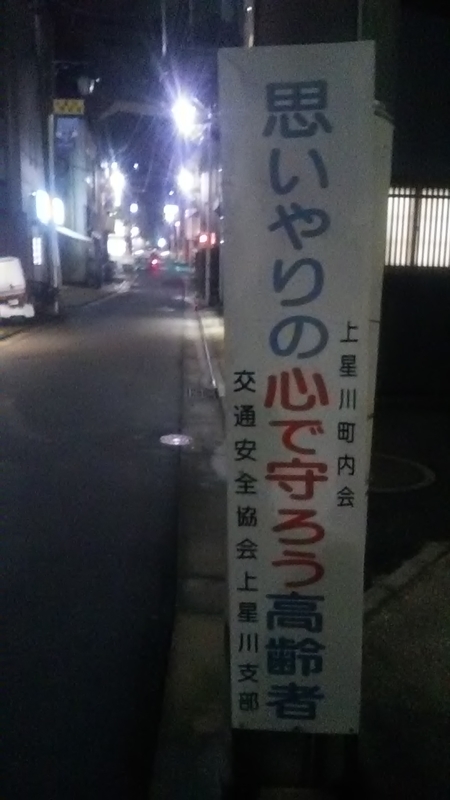 上星川町内会
思いやりの心で守ろう高齢者
交通安全協会上星川支部